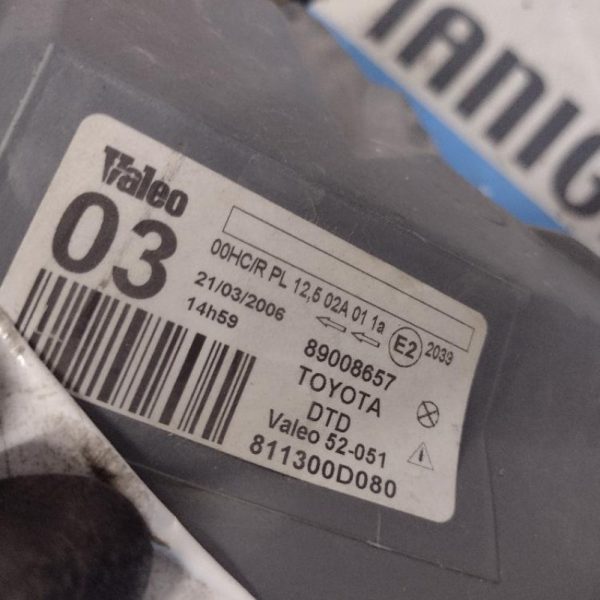 IANIG
Valeo
03
00HC/R PL 12,5 02A 01 1a
21/03/2006
14h59
E2
2039
89008657
TOYOTA
DTD
Valeo 52-051
811300D080